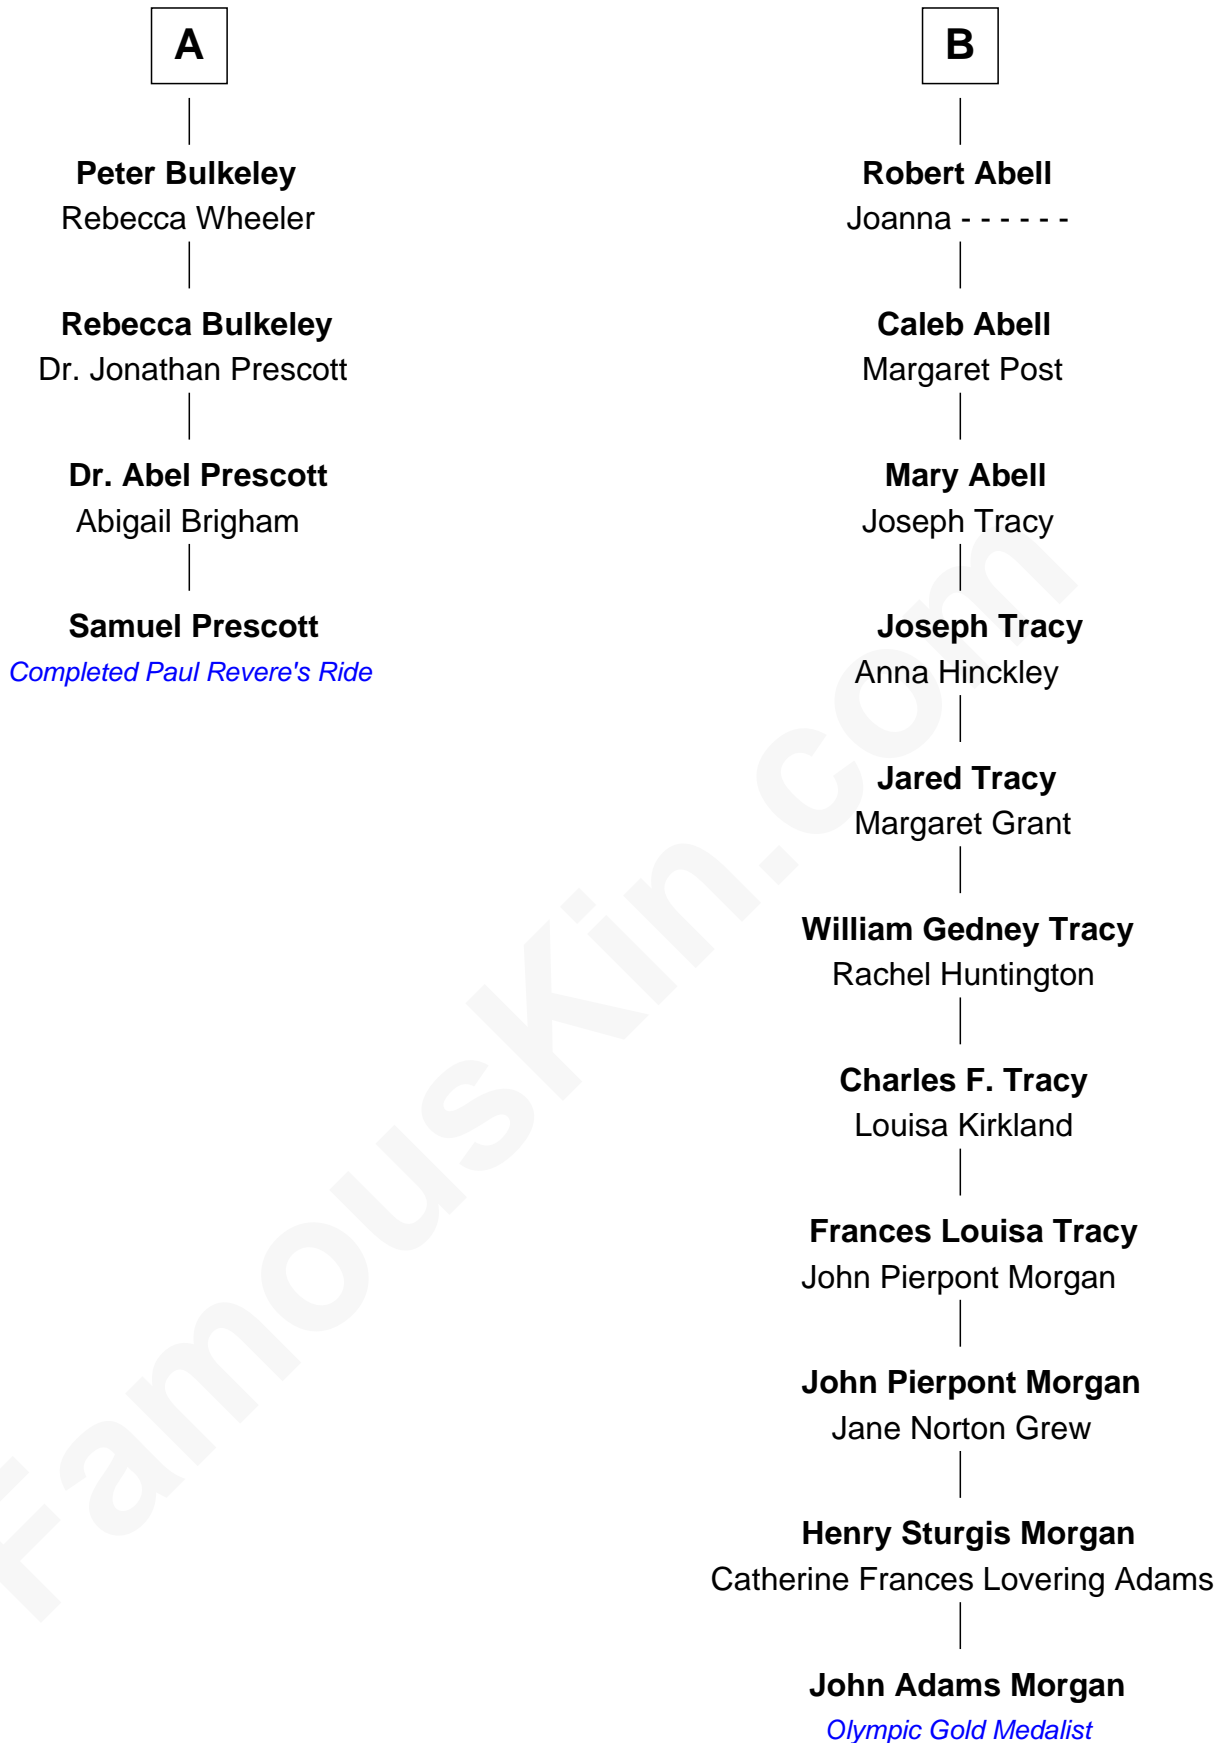 A
Peter Bulkeley
Rebecca Wheeler
Rebecca Bulkeley
Dr. Jonathan Prescott
Dr. Abel Prescott
Abigail Brigham
Samuel Prescott
Completed Paul Revere's Ride
B
Robert Abell
Joanna - - - - - -
Caleb Abell
Margaret Post
Mary Abell
Joseph Tracy
Joseph Tracy
Anna Hinckley
Jared Tracy
Margaret Grant
William Gedney Tracy
Rachel Huntington
Charles F. Tracy
Louisa Kirkland
Frances Louisa Tracy
John Pierpont Morgan
John Pierpont Morgan
Jane Norton Grew
Henry Sturgis Morgan
Catherine Frances Lovering Adams
John Adams Morgan
Olympic Gold Medalist
FamousKin.com